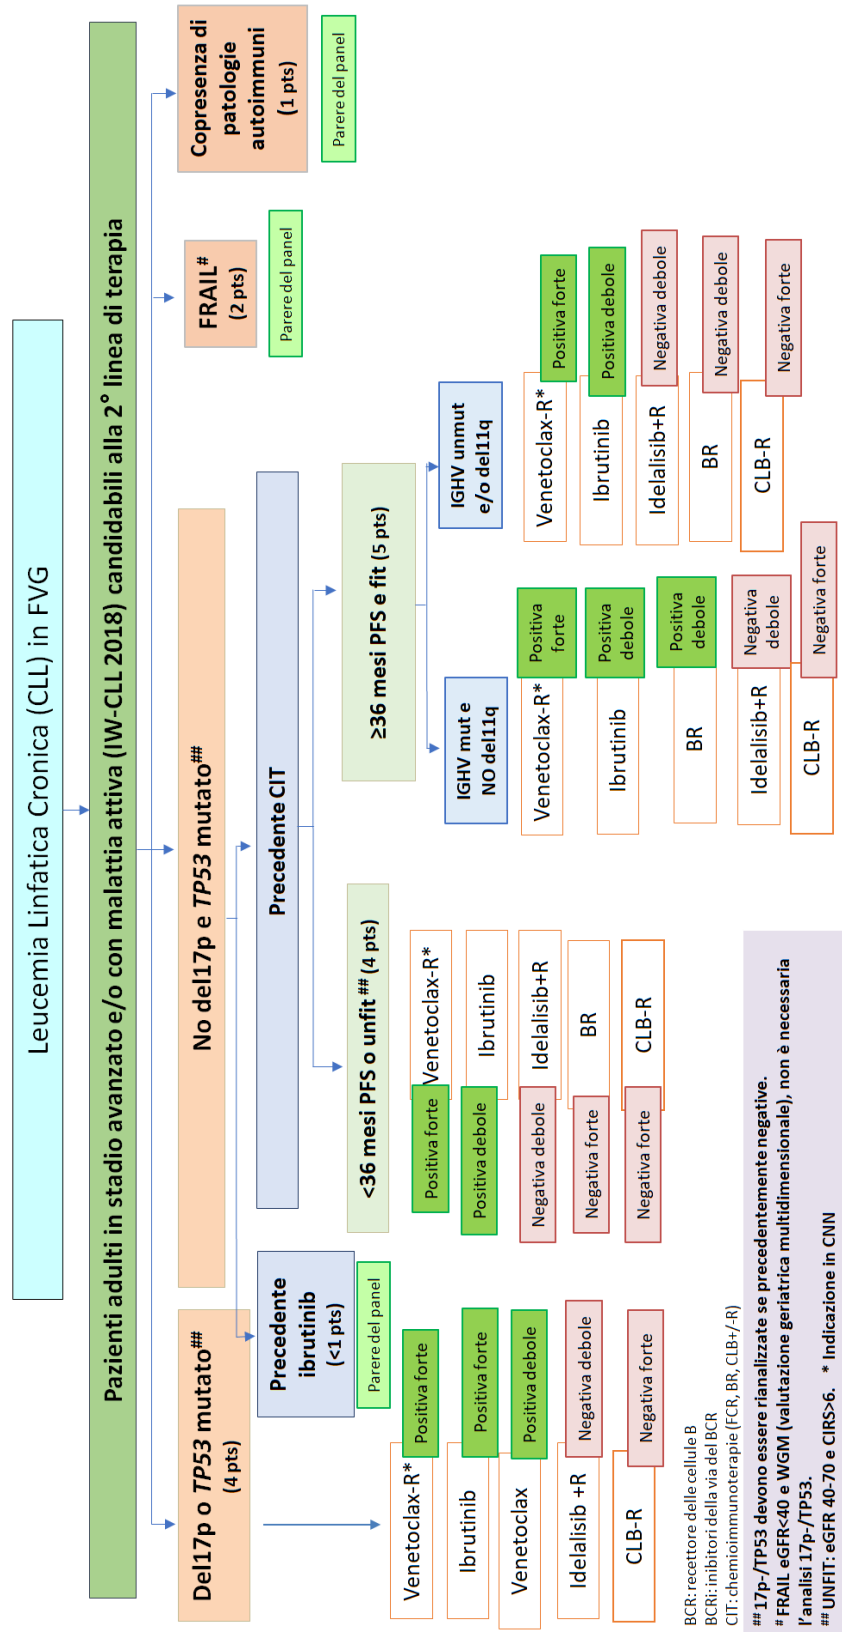 Leucemia Linfatica Cronica (CLL) in FVG
Pazienti adulti in stadio avanzato e/o con malattia attiva (IW-CLL 2018) candidabili alla 2° linea di terapia
Del17p o TP53 mutato##
(4 pts)
No del17p e TP53 mutato##
FRAIL#
(2 pts)
Parere del panel
Copresenza di
patologie
autoimmuni
(1 pts)
Parere del panel
Precedente
ibrutinib
(<1 pts)
Parere del panel
Precedente CIT
<36 mesi PFS o unfit ## (4 pts)
≥36 mesi PFS e fit (5 pts)
IGHV mut e
NO del11q
IGHV unmut
e/o del11q
Venetoclax-R*
Positiva forte
Ibrutinib
Positiva forte
Venetoclax
Positiva debole
Idelalisib +R
Negativa debole
CLB-R
Negativa forte
Positiva forte
Venetoclax-R*
Positiva debole
Ibrutinib
Negativa debole
Idelalisib+R
Negativa forte
BR
Negativa forte
CLB-R
Venetoclax-R*
Positiva
forte
Ibrutinib
Positiva
debole
BR
Positiva
debole
Idelalisib+R
Negativa
debole
CLB-R
Negativa forte
Venetoclax-R*
Positiva forte
Ibrutinib
Positiva debole
Idelalisib+R
Negativa debole
BR
Negativa debole
CLB-R
Negativa forte
BCR: recettore delle cellule B
BCRi: inibitori della via del BCR
CIT: chemioimmunoterapie (FCR, BR, CLB+/-R)
## 17p-/TP53 devono essere rianalizzate se precedentemente negative.
# FRAIL eGFR<40 e WGM (valutazione geriatrica multidimensionale), non è necessaria
l'analisi 17p-/TP53.
## UNFIT: eGFR 40-70 e CIRS>6. * Indicazione in CNN